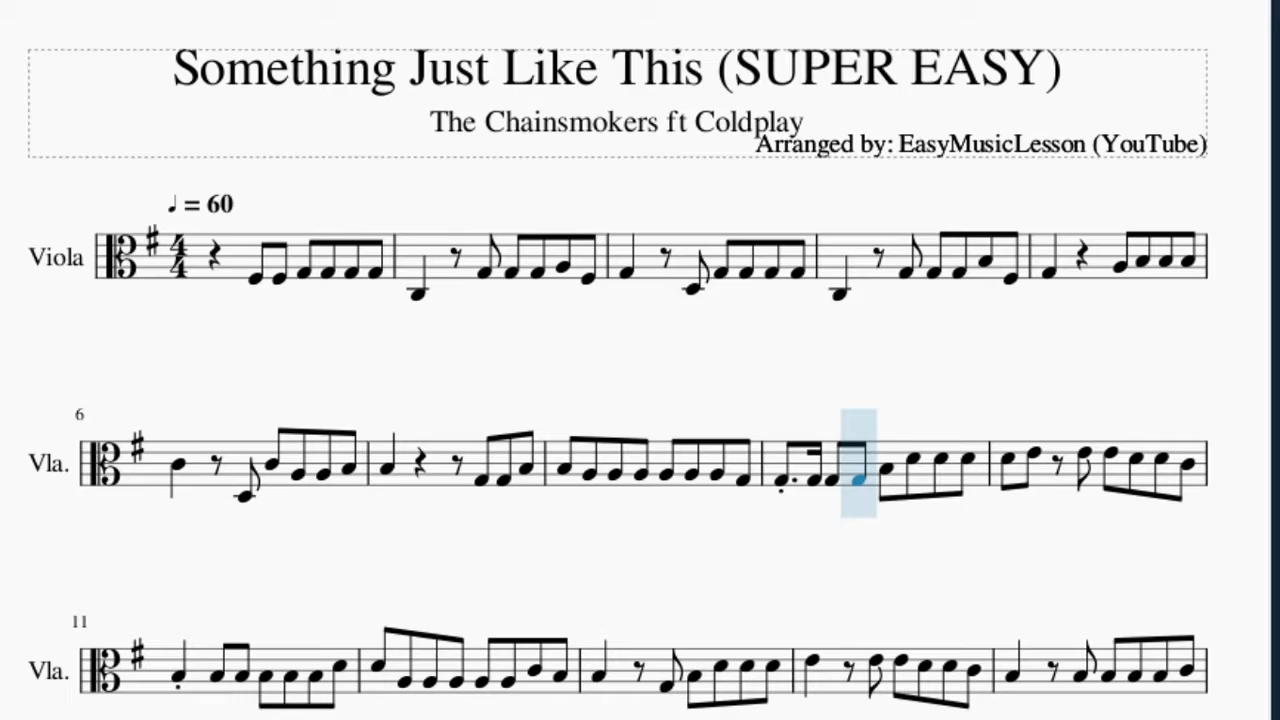 Something Just Like This (SUPER EASY)
The Chainsmokers ft Coldplay
Arranged by: EasyMusicLesson (YouTube)
♩ = 60
Viola
4
4
6
Vla.
11
Vla.